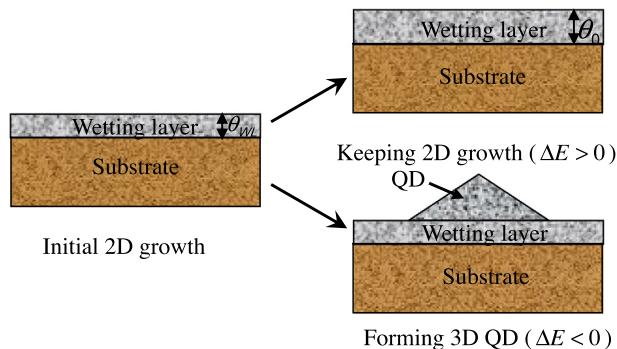 Wetting layer θ₀
Substrate
Keeping 2D growth (ΔE > 0)
Wetting layer θ_WL
Substrate
Initial 2D growth
QD
Wetting layer
Substrate
Forming 3D QD (ΔE < 0)